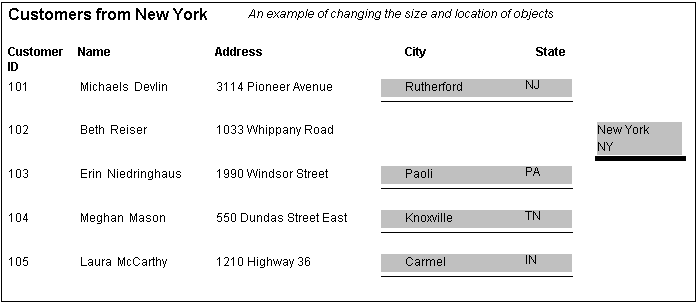 Customers from New York An example of changing the size and location of objects
Customer ID Name Address City State
101 Michaels Devlin 3114 Pioneer Avenue Rutherford NJ
102 Beth Reiser 1033 Whippany Road New York
NY
103 Erin Niedringhaus 1990 Windsor Street Paoli PA
104 Meghan Mason 550 Dundas Street East Knoxville TN
105 Laura McCarthy 1210 Highway 36 Carmel IN